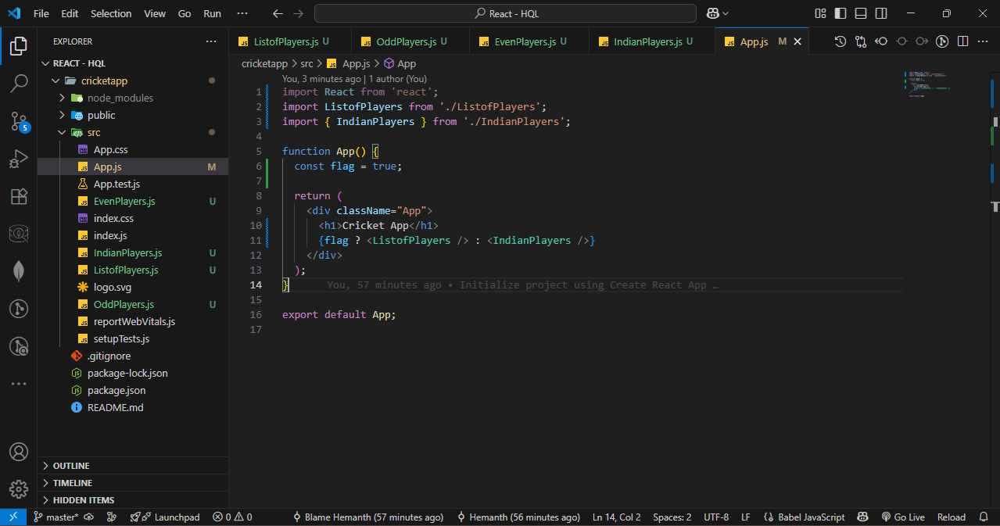 File Edit Selection View Go Run ··· React - HQL
EXPLORER ···
REACT - HQL
cricketapp
node_modules
public
src
App.css
App.js M
App.test.js
EvenPlayers.js U
index.css
index.js
IndianPlayers.js U
ListofPlayers.js U
logo.svg
OddPlayers.js U
reportWebVitals.js
setupTests.js
.gitignore
package-lock.json
package.json
README.md
OUTLINE
TIMELINE
HIDDEN ITEMS
5
ListofPlayers.js U OddPlayers.js U EvenPlayers.js U IndianPlayers.js U App.js M
cricketapp > src > JS App.js > App
You, 3 minutes ago | 1 author (You)
1 import React from 'react';
2 import ListofPlayers from './ListofPlayers';
3 import { IndianPlayers } from './IndianPlayers';
4
5 function App() {
6 const flag = true;
7
8 return (
9 <div className="App">
10 <h1>Cricket App</h1>
11 {flag ? <ListofPlayers /> : <IndianPlayers />}
12 </div>
13 );
14 } You, 57 minutes ago • Initialize project using Create React App …
15
16 export default App;
17
master* Launchpad 0 0 Blame Hemanth (57 minutes ago) Hemanth (56 minutes ago) Ln 14, Col 2 Spaces: 2 UTF-8 LF {} Babel JavaScript Go Live Reload